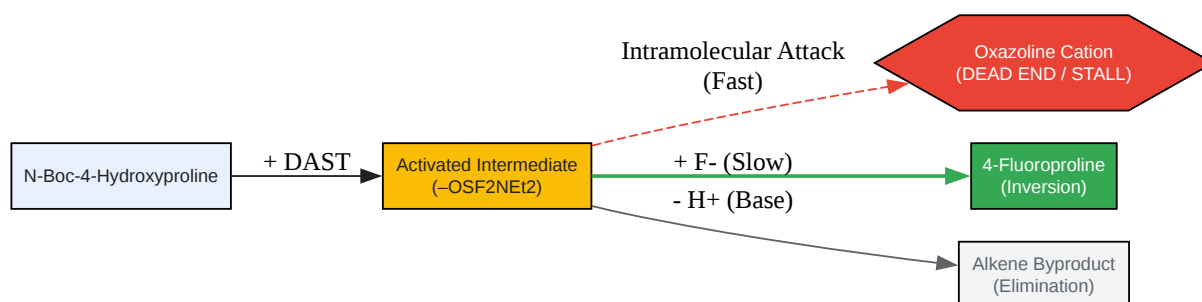 Intramolecular Attack
(Fast)
Oxazoline Cation
(DEAD END / STALL)
N-Boc-4-Hydroxyproline
+ DAST
Activated Intermediate
(–OSF2NEt2)
+ F- (Slow)
- H+ (Base)
4-Fluoroproline
(Inversion)
Alkene Byproduct
(Elimination)